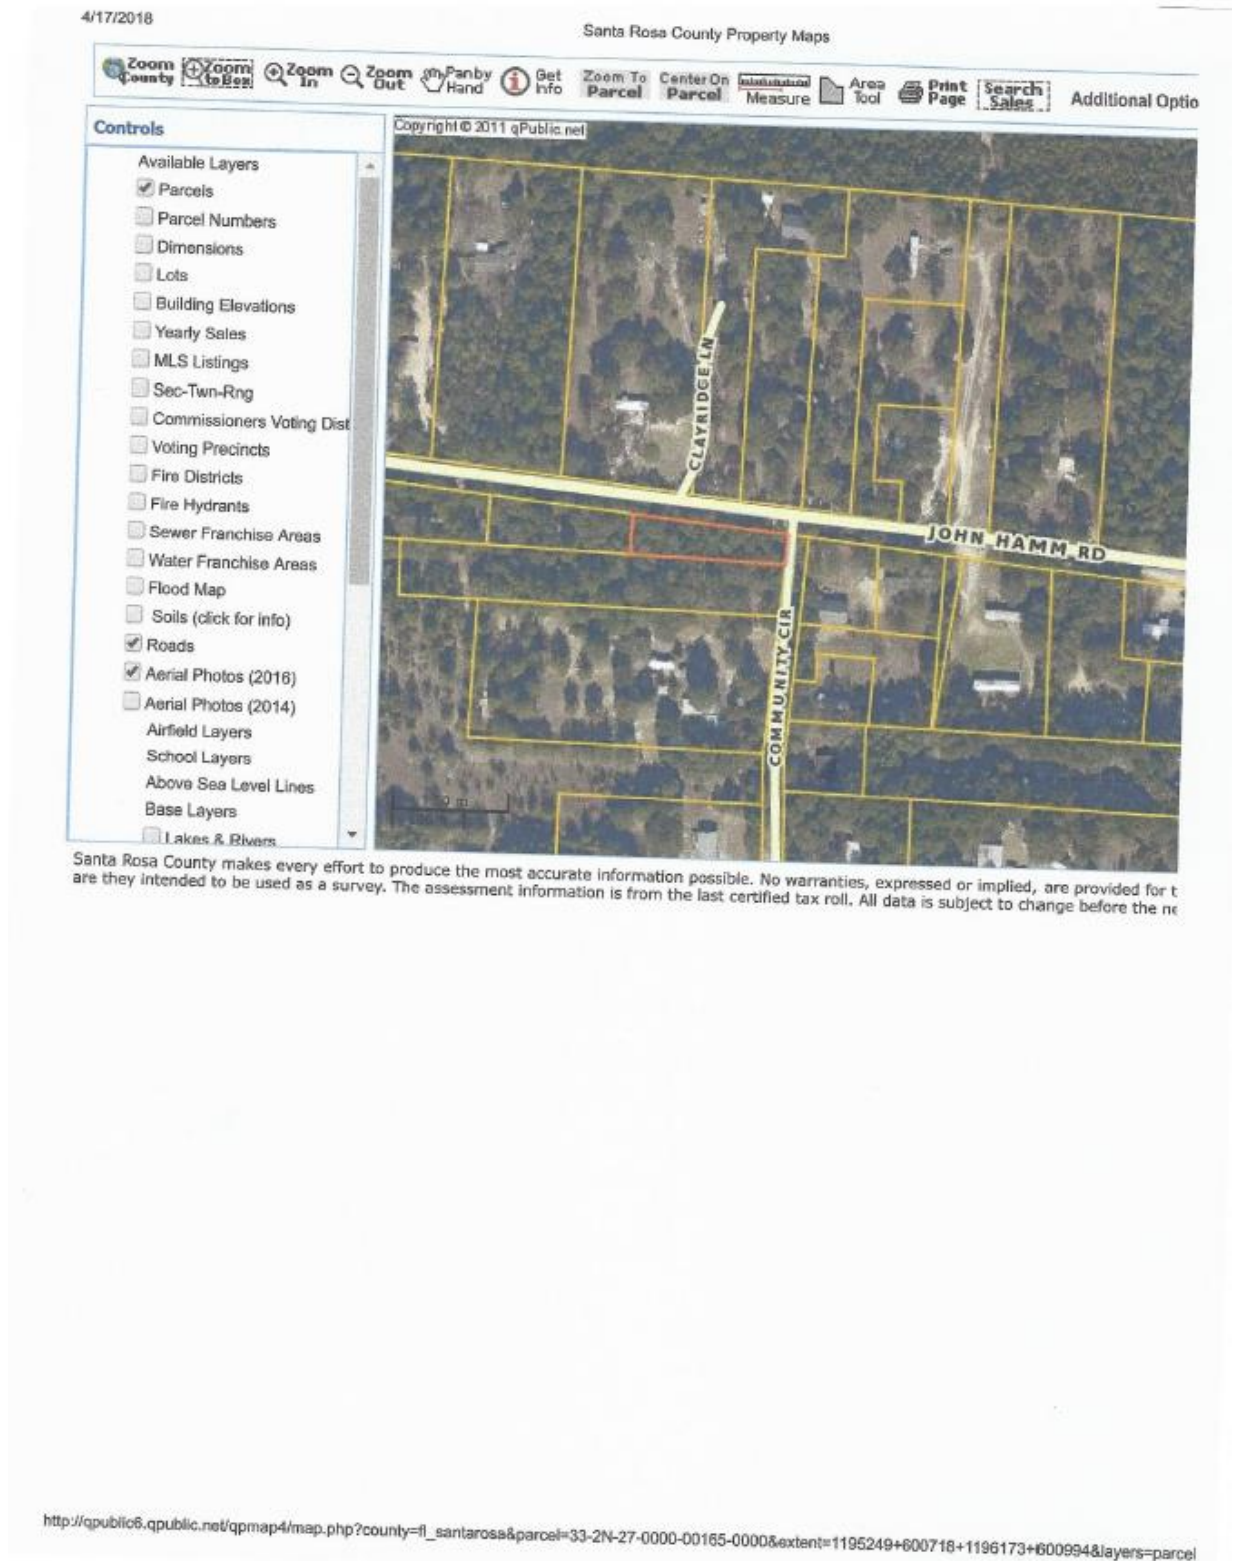 4/17/2018
Santa Rosa County Property Maps
Zoom County
Zoom to Box
Zoom In
Zoom Out
Pan by Hand
Get Info
Zoom To Parcel
Center On Parcel
Measure
Area Tool
Print Page
Search Sales
Additional Optio
Controls
Available Layers
Parcels
Parcel Numbers
Dimensions
Lots
Building Elevations
Yearly Sales
MLS Listings
Sec-Twn-Rng
Commissioners Voting Dist
Voting Precincts
Fire Districts
Fire Hydrants
Sewer Franchise Areas
Water Franchise Areas
Flood Map
Soils (click for info)
Roads
Aerial Photos (2016)
Aerial Photos (2014)
Airfield Layers
School Layers
Above Sea Level Lines
Base Layers
Lakes & Rivers
Copyright © 2011 qPublic.net
CLAYRIDGE LN
JOHN HAMM RD
COMMUNITY CIR
Santa Rosa County makes every effort to produce the most accurate information possible. No warranties, expressed or implied, are provided for t
are they intended to be used as a survey. The assessment information is from the last certified tax roll. All data is subject to change before the ne
http://qpublic6.qpublic.net/qpmap4/map.php?county=fl_santarosa&parcel=33-2N-27-0000-00165-0000&extent=1195249+600718+1196173+600994&layers=parcel